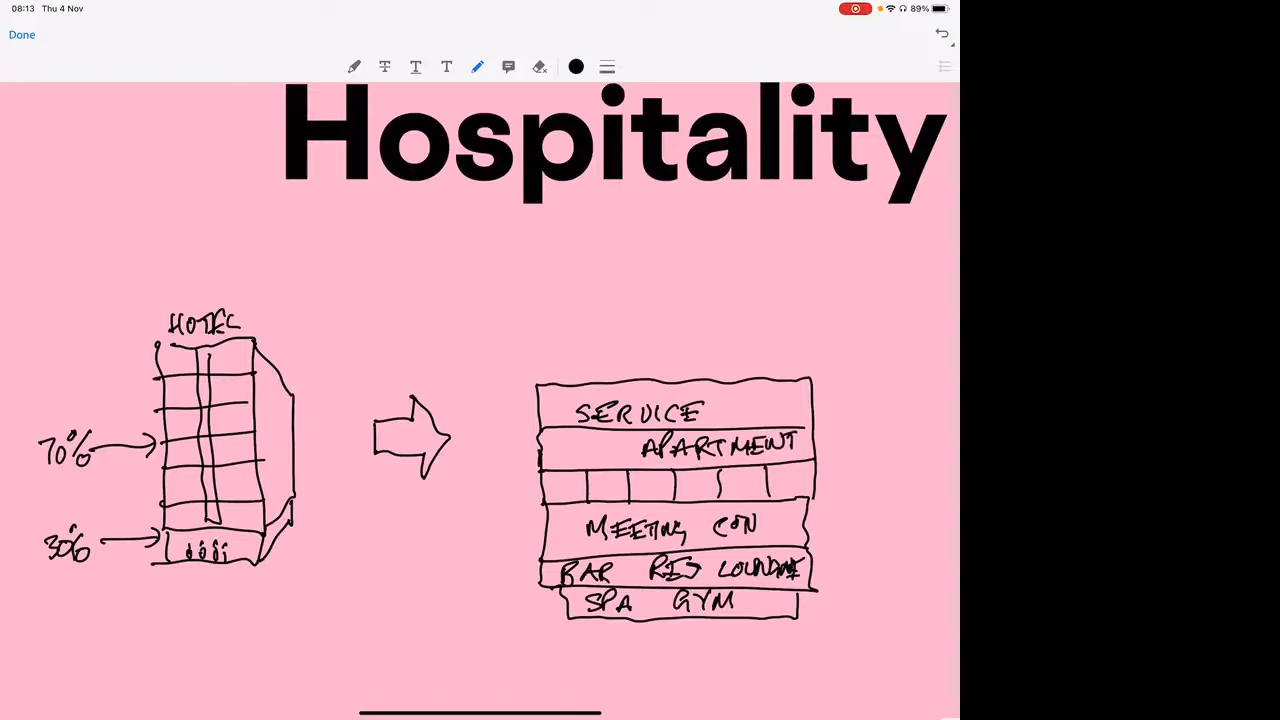 08:13 Thu 4 Nov 89%
Done
Hospitality
HOTEL
70%
30%
SERVICE
APARTMENT
MEETING CON
BAR RES LOUNGE
SPA GYM